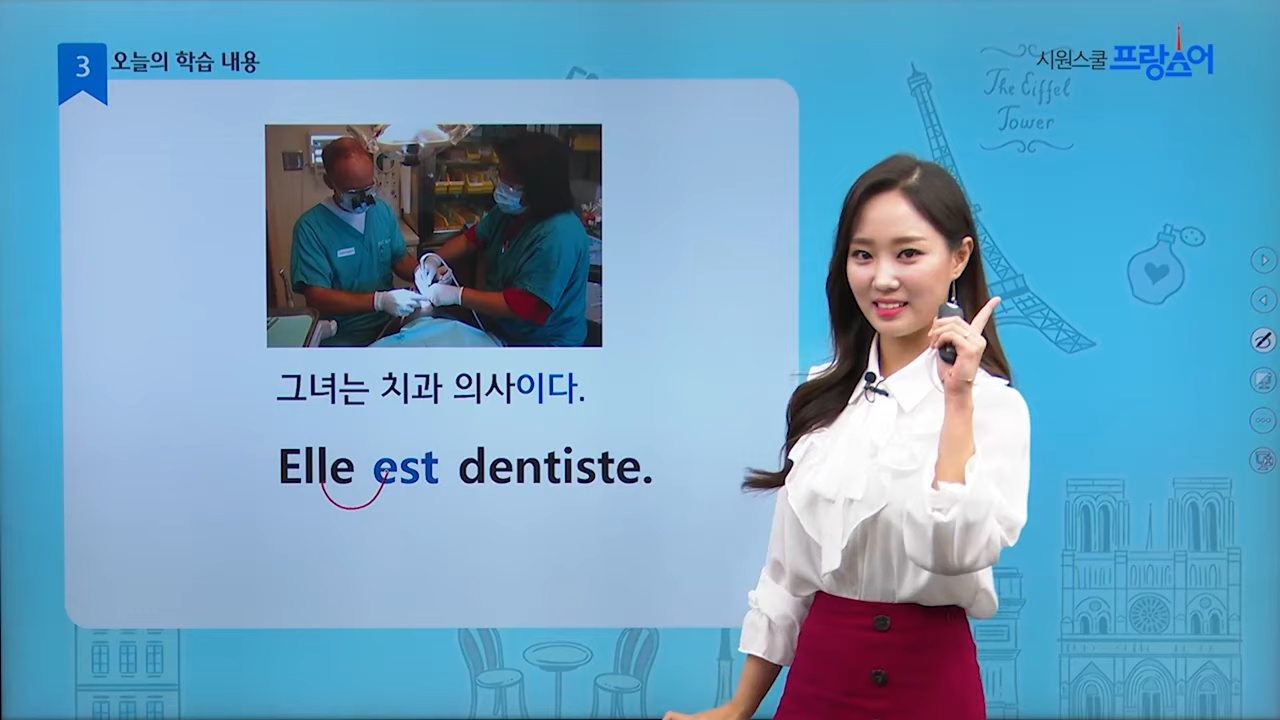 3 오늘의 학습 내용
시원스쿨 프랑스어
The Eiffel
Tower
그녀는 치과 의사이다.
Elle est dentiste.